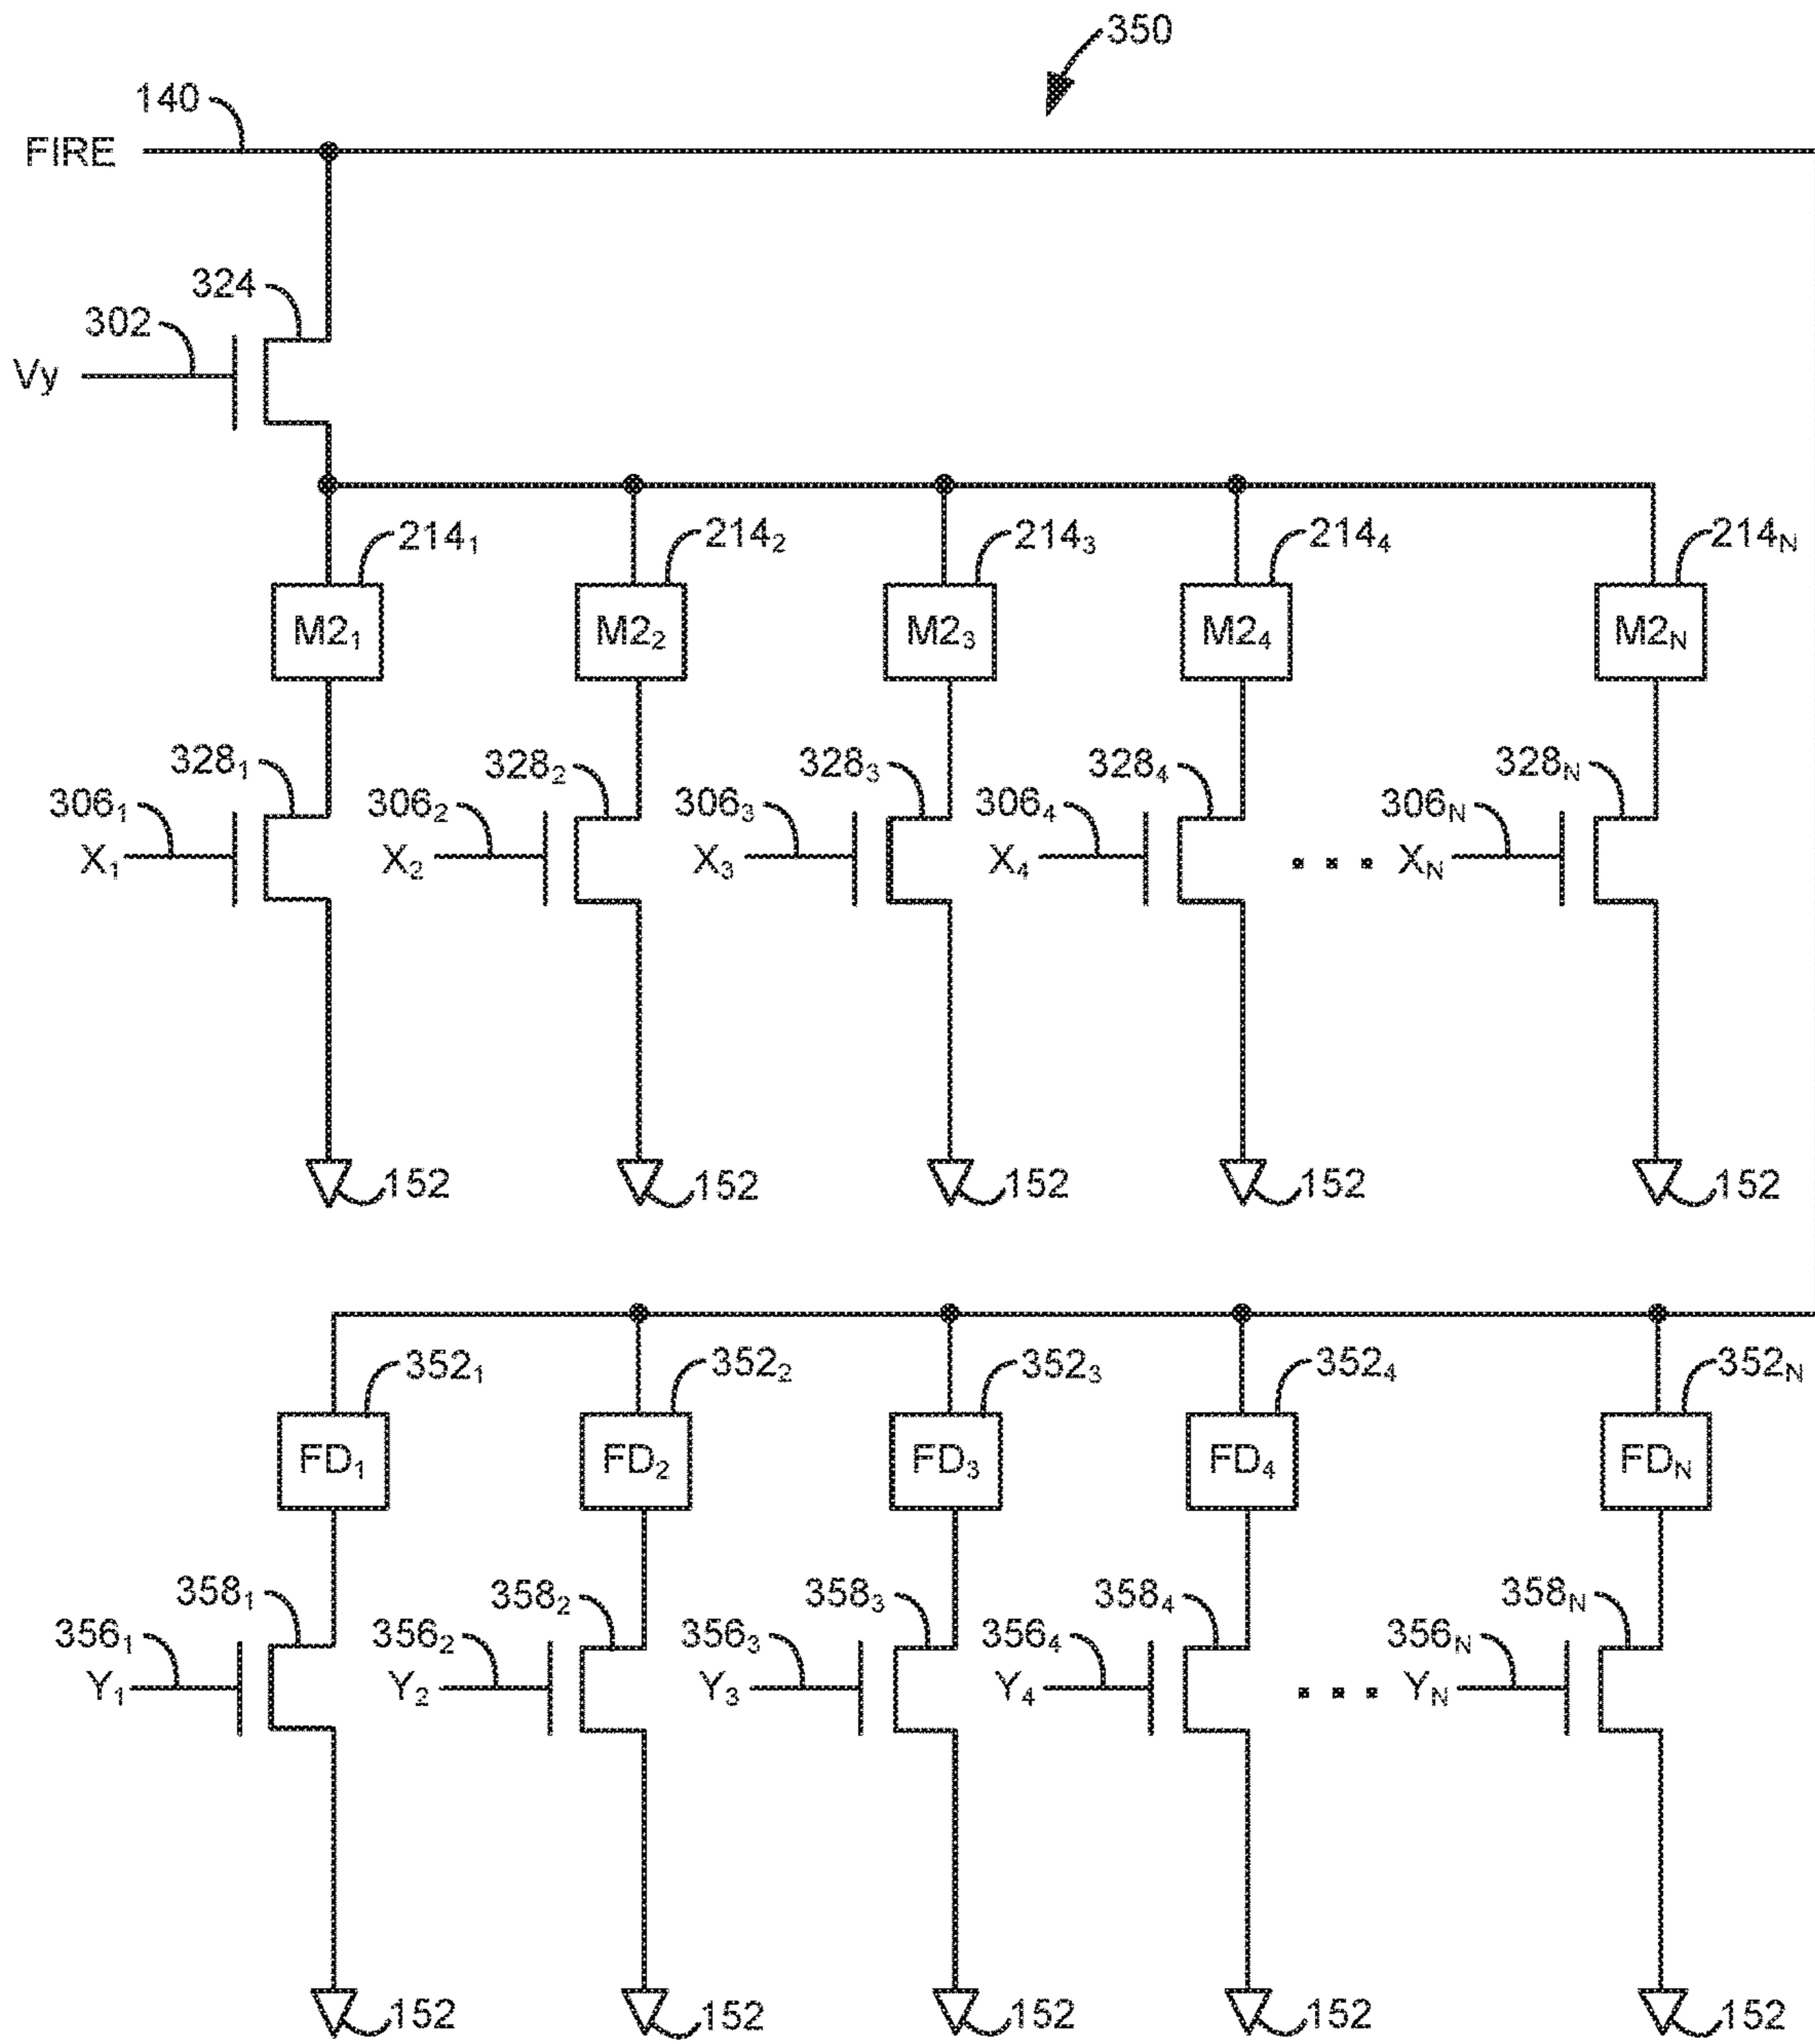 350
140
FIRE
324
302
Vy
214₁ 214₂ 214₃ 214₄ 214N
M2₁ M2₂ M2₃ M2₄ M2N
328₁ 328₂ 328₃ 328₄ 328N
306₁ 306₂ 306₃ 306₄ 306N
X₁ X₂ X₃ X₄ ... XN
152 152 152 152 152
352₁ 352₂ 352₃ 352₄ 352N
FD₁ FD₂ FD₃ FD₄ FDN
358₁ 358₂ 358₃ 358₄ 358N
356₁ 356₂ 356₃ 356₄ 356N
Y₁ Y₂ Y₃ Y₄ ... YN
152 152 152 152 152